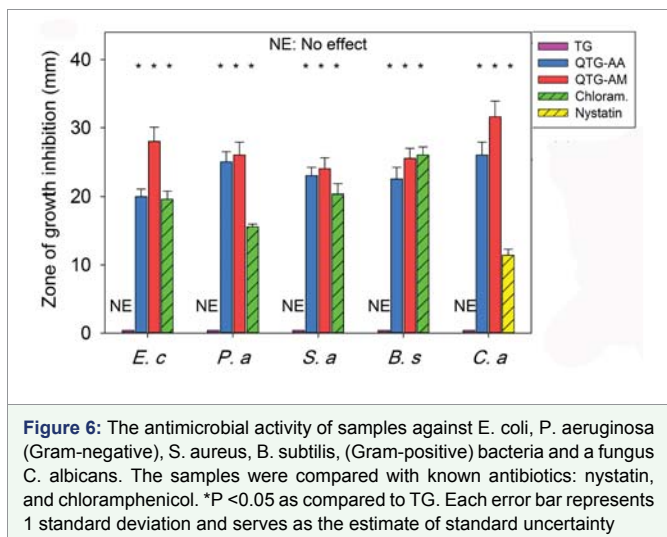 NE: No effect
* * * * * * * * * * * * * * *
TG
QTG-AA
QTG-AM
Chloram.
Nystatin
Zone of growth inhibition (mm)
40
30
20
10
0
NE NE NE NE NE
E. c P. a S. a B. s C. a
Figure 6: The antimicrobial activity of samples against E. coli, P. aeruginosa
(Gram-negative), S. aureus, B. subtilis, (Gram-positive) bacteria and a fungus
C. albicans. The samples were compared with known antibiotics: nystatin,
and chloramphenicol. *P <0.05 as compared to TG. Each error bar represents
1 standard deviation and serves as the estimate of standard uncertainty